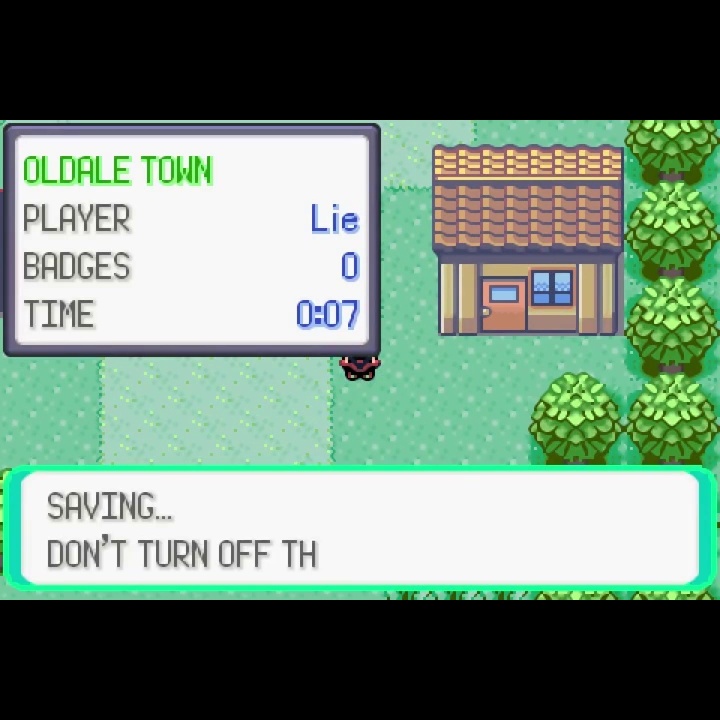 OLDALE TOWN
PLAYER Lie
BADGES 0
TIME 0:07
SAVING...
DON'T TURN OFF TH